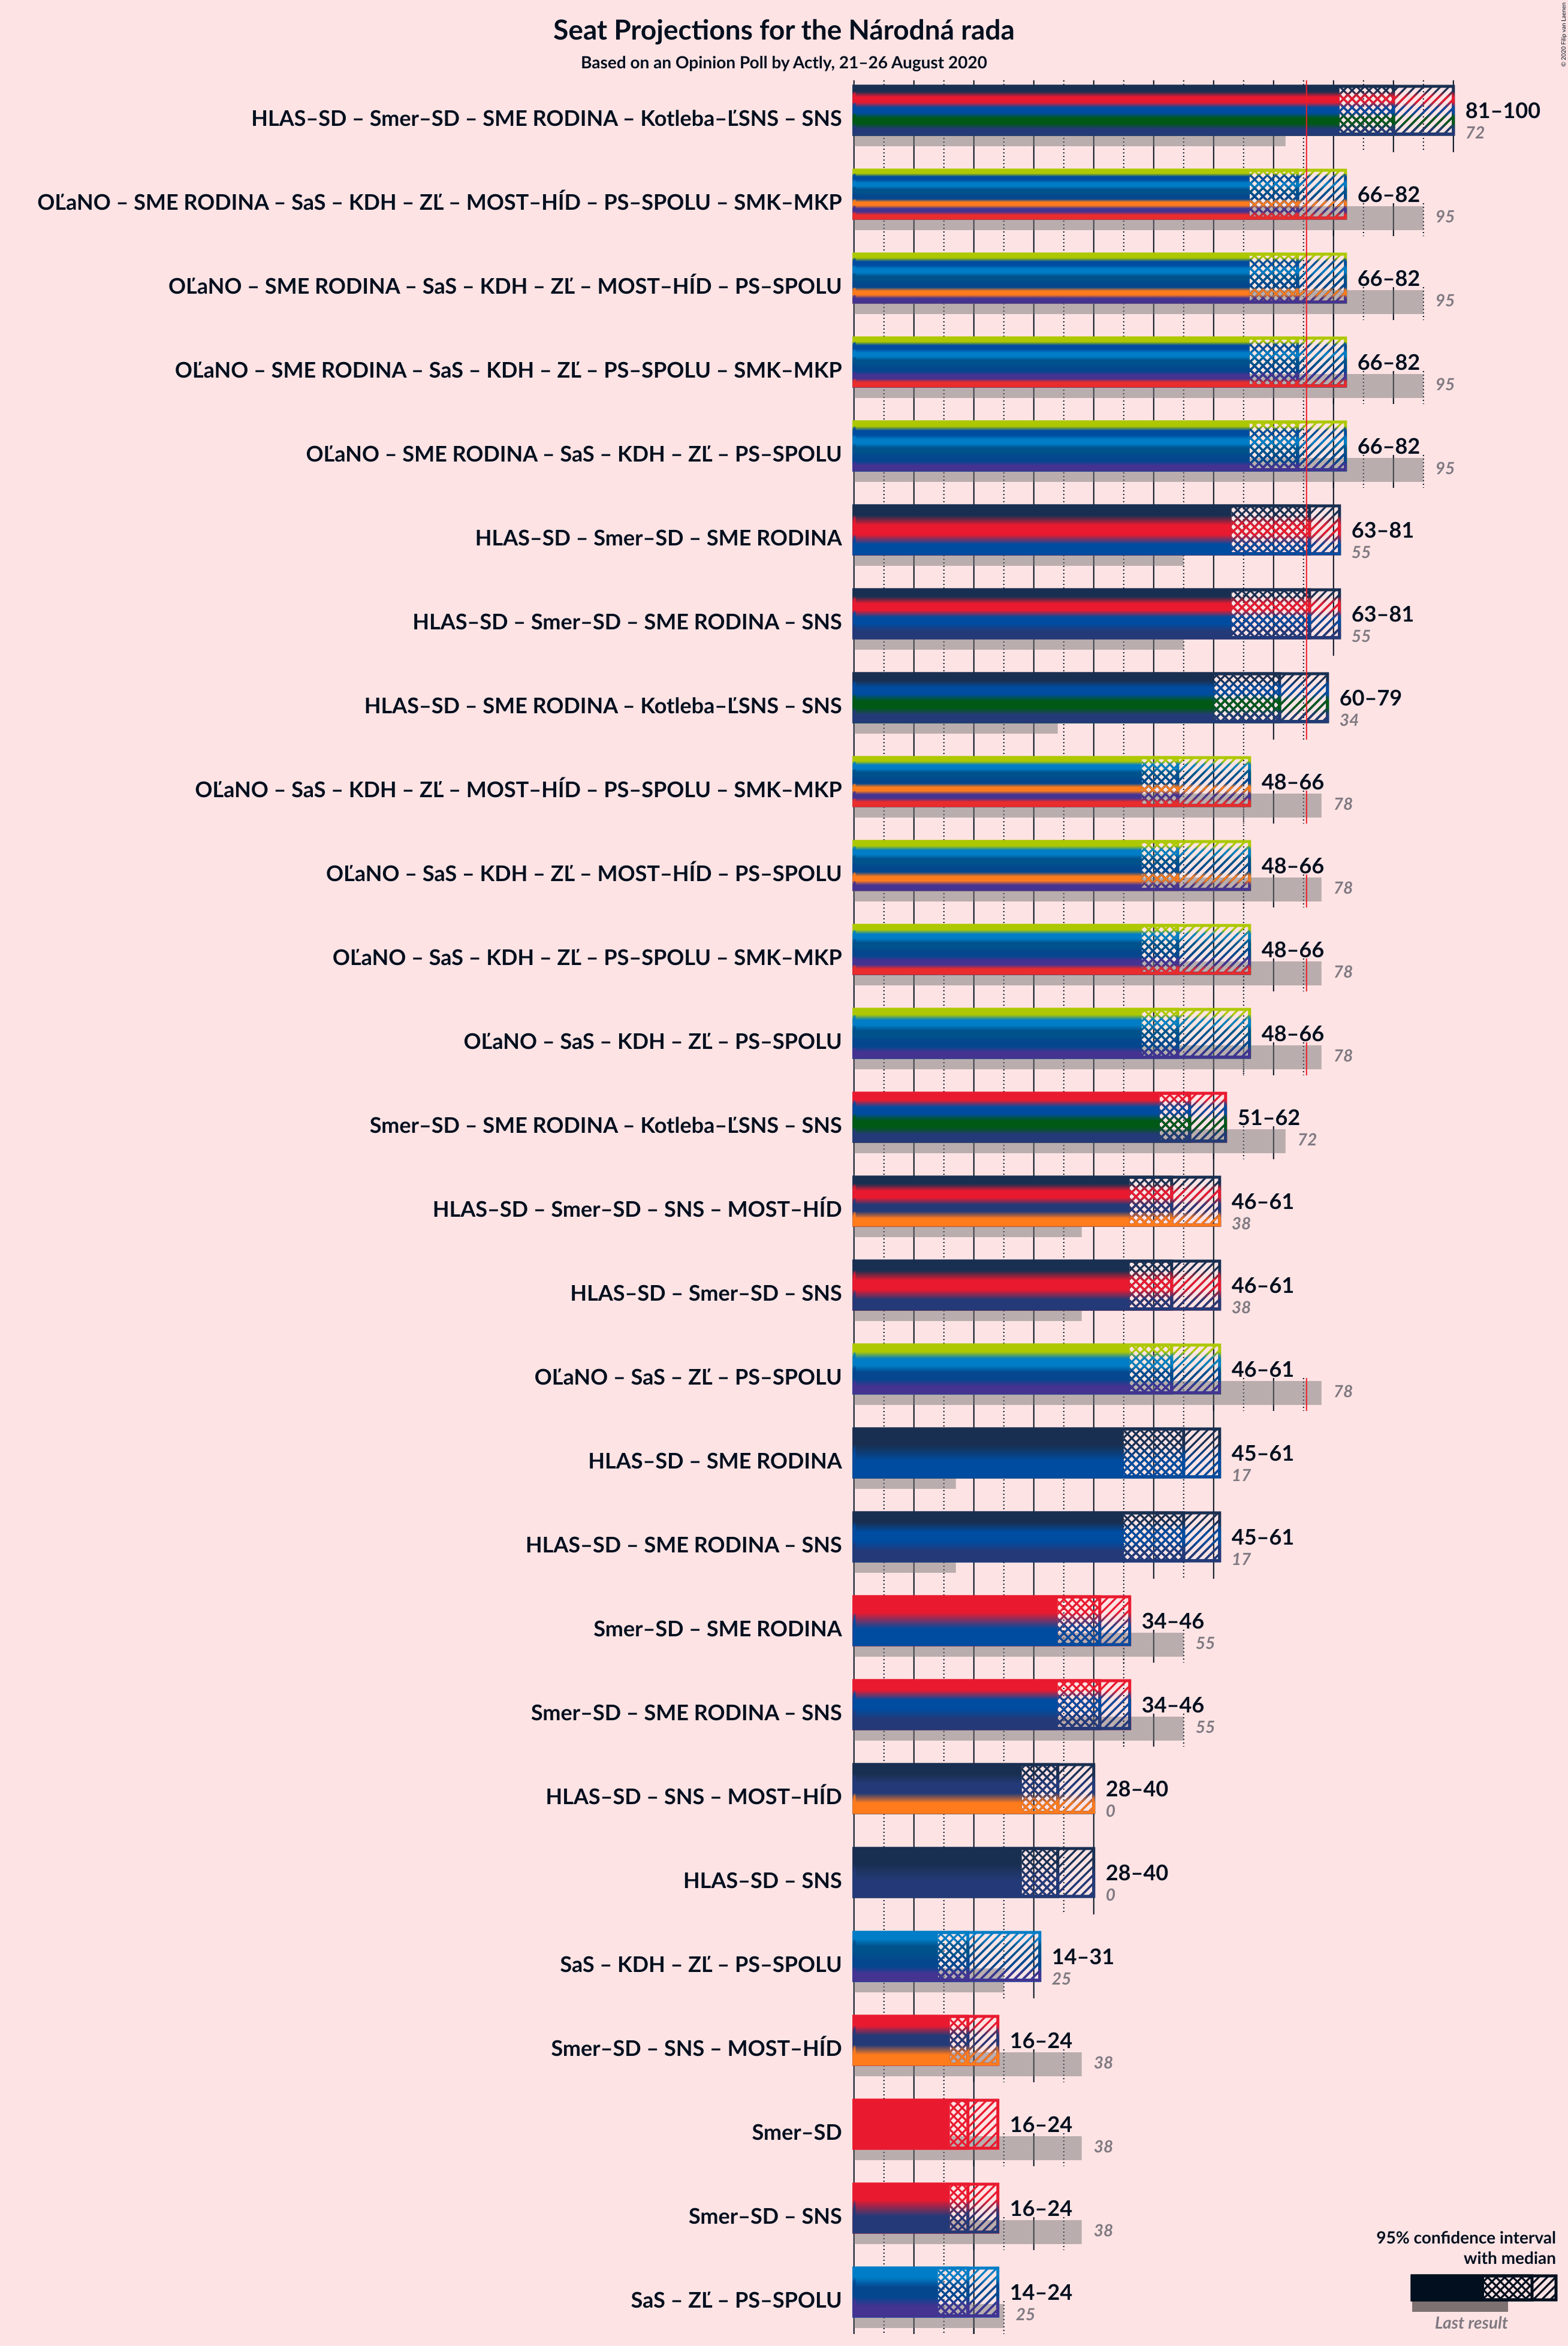 Seat Projections for the Národná rada
Based on an Opinion Poll by Actly, 21–26 August 2020
© 2020 Filip van Laenen
HLAS–SD – Smer–SD – SME RODINA – Kotleba–ĽSNS – SNS
81–100
72
OĽaNO – SME RODINA – SaS – KDH – ZĽ – MOST–HÍD – PS–SPOLU – SMK–MKP
66–82
95
OĽaNO – SME RODINA – SaS – KDH – ZĽ – MOST–HÍD – PS–SPOLU
66–82
95
OĽaNO – SME RODINA – SaS – KDH – ZĽ – PS–SPOLU – SMK–MKP
66–82
95
OĽaNO – SME RODINA – SaS – KDH – ZĽ – PS–SPOLU
66–82
95
HLAS–SD – Smer–SD – SME RODINA
63–81
55
HLAS–SD – Smer–SD – SME RODINA – SNS
63–81
55
HLAS–SD – SME RODINA – Kotleba–ĽSNS – SNS
60–79
34
OĽaNO – SaS – KDH – ZĽ – MOST–HÍD – PS–SPOLU – SMK–MKP
48–66
78
OĽaNO – SaS – KDH – ZĽ – MOST–HÍD – PS–SPOLU
48–66
78
OĽaNO – SaS – KDH – ZĽ – PS–SPOLU – SMK–MKP
48–66
78
OĽaNO – SaS – KDH – ZĽ – PS–SPOLU
48–66
78
Smer–SD – SME RODINA – Kotleba–ĽSNS – SNS
51–62
72
HLAS–SD – Smer–SD – SNS – MOST–HÍD
46–61
38
HLAS–SD – Smer–SD – SNS
46–61
38
OĽaNO – SaS – ZĽ – PS–SPOLU
46–61
78
HLAS–SD – SME RODINA
45–61
17
HLAS–SD – SME RODINA – SNS
45–61
17
Smer–SD – SME RODINA
34–46
55
Smer–SD – SME RODINA – SNS
34–46
55
HLAS–SD – SNS – MOST–HÍD
28–40
0
HLAS–SD – SNS
28–40
0
SaS – KDH – ZĽ – PS–SPOLU
14–31
25
Smer–SD – SNS – MOST–HÍD
16–24
38
Smer–SD
16–24
38
Smer–SD – SNS
16–24
38
SaS – ZĽ – PS–SPOLU
14–24
25
95% confidence interval
with median
Last result